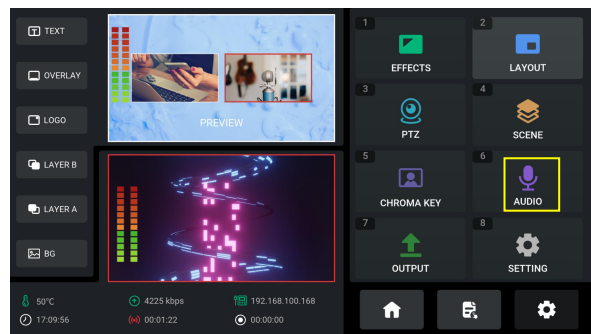 TEXT
OVERLAY
LOGO
LAYER B
LAYER A
BG
PREVIEW
1
EFFECTS
2
LAYOUT
3
PTZ
4
SCENE
5
CHROMA KEY
6
AUDIO
7
OUTPUT
8
SETTING
50°C
4225 kbps
192.168.100.168
17:09:56
00:01:22
00:00:00